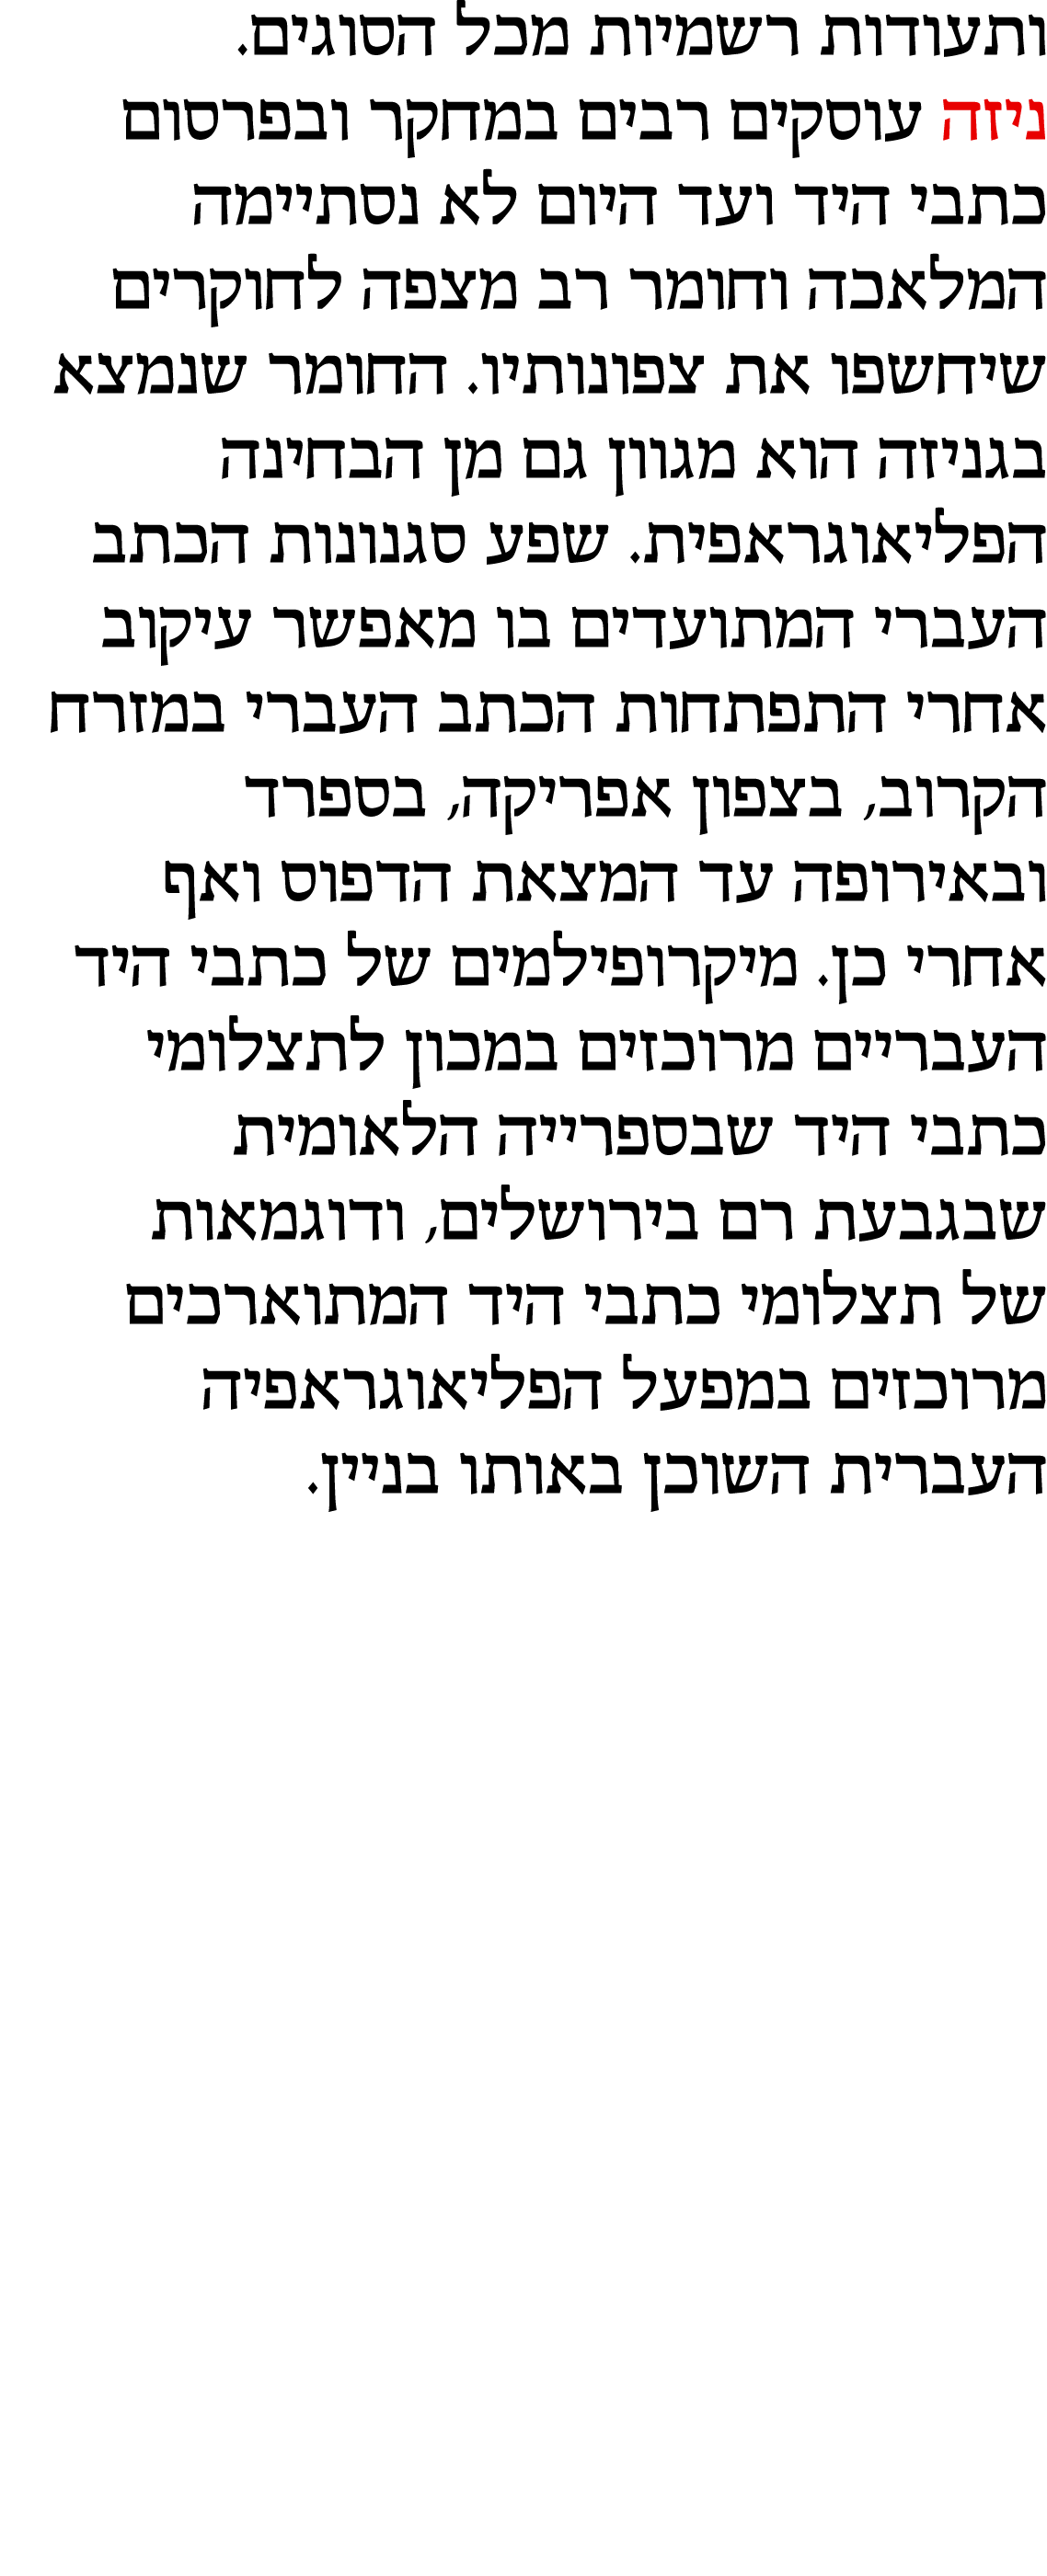 ותעודות רשמיות מכל הסוגים.
ניזה עוסקים רבים במחקר ובפרסום
כתבי היד ועד היום לא נסתיימה
המלאכה וחומר רב מצפה לחוקרים
שיחשפו את צפונותיו. החומר שנמצא
בגניזה הוא מגוון גם מן הבחינה
הפליאוגראפית. שפע סגנונות הכתב
העברי המתועדים בו מאפשר עיקוב
אחרי התפתחות הכתב העברי במזרח
הקרוב, בצפון אפריקה, בספרד
ובאירופה עד המצאת הדפוס ואף
אחרי כן. מיקרופילמים של כתבי היד
העבריים מרוכזים במכון לתצלומי
כתבי היד שבספרייה הלאומית
שבגבעת רם בירושלים, ודוגמאות
של תצלומי כתבי היד המתוארכים
מרוכזים במפעל הפליאוגראפיה
העברית השוכן באותו בניין.